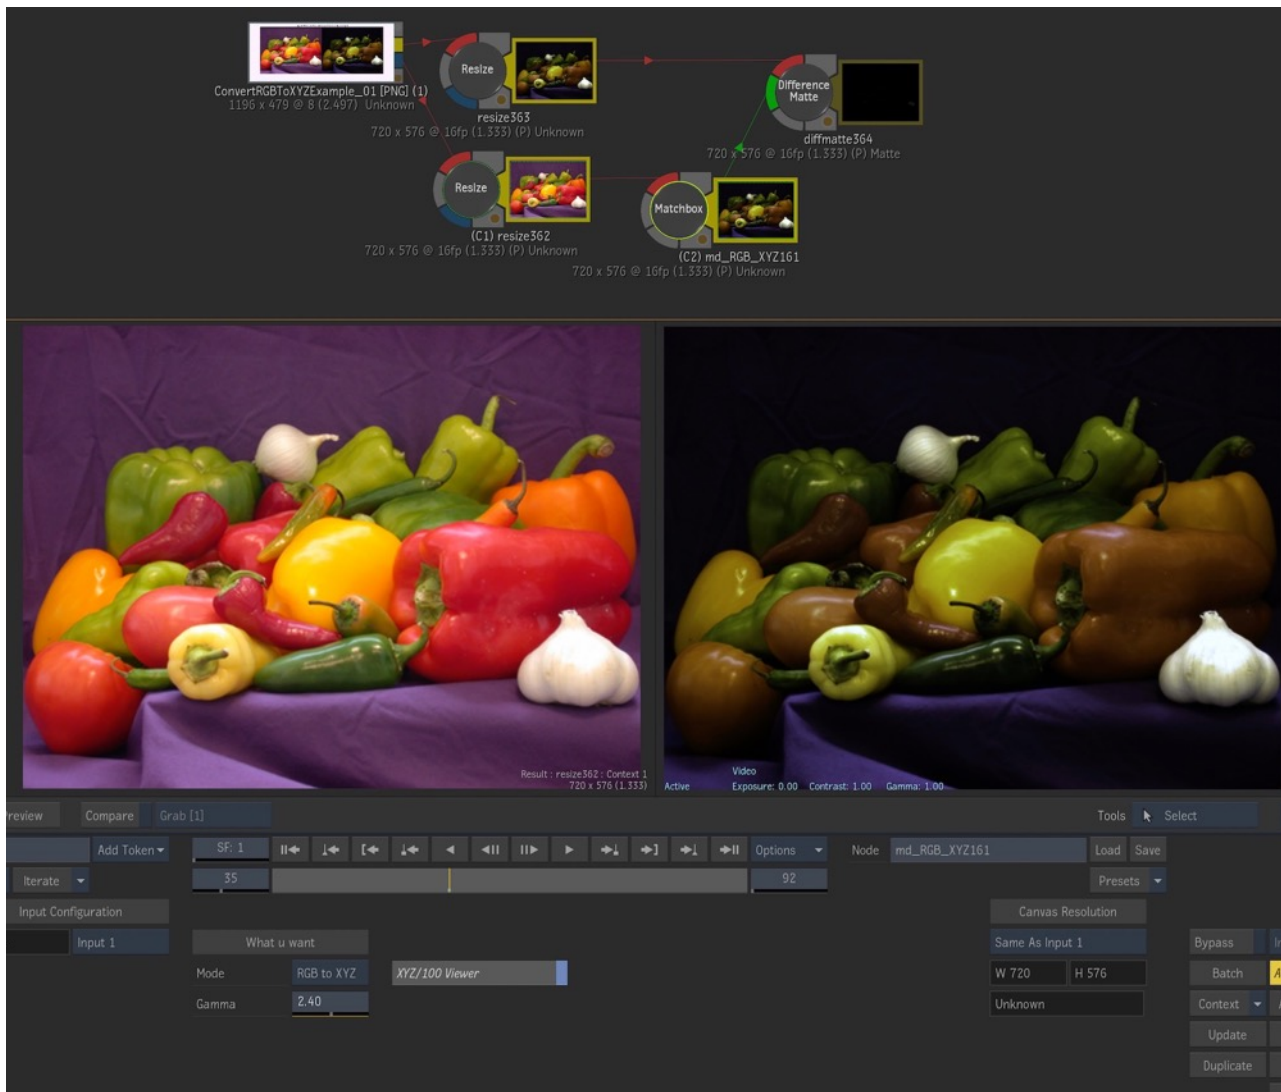 Resize
ConvertRGBToXYZExample_01 [PNG] (1)
1196 x 479 @ 8 (2.497) Unknown
resize363
720 x 576 @ 16fp (1.333) (P) Unknown
Difference
Matte
diffmatte364
720 x 576 @ 16fp (1.333) (P) Matte
Resize
(C1) resize362
720 x 576 @ 16fp (1.333) (P) Unknown
Matchbox
(C2) md_RGB_XYZ161
720 x 576 @ 16fp (1.333) (P) Unknown
Result : resize362 : Context 1
720 x 576 (1.333)
Video
Active Exposure: 0.00 Contrast: 1.00 Gamma: 1.00
Preview Compare Grab [1] Tools Select
Add Token SF: 1 Options Node md_RGB_XYZ161 Load Save
Iterate 35 92 Presets
Input Configuration Canvas Resolution
Input 1 What u want Same As Input 1 Bypass
Mode RGB to XYZ XYZ/100 Viewer W 720 H 576 Batch
Gamma 2.40 Unknown Context
Update
Duplicate